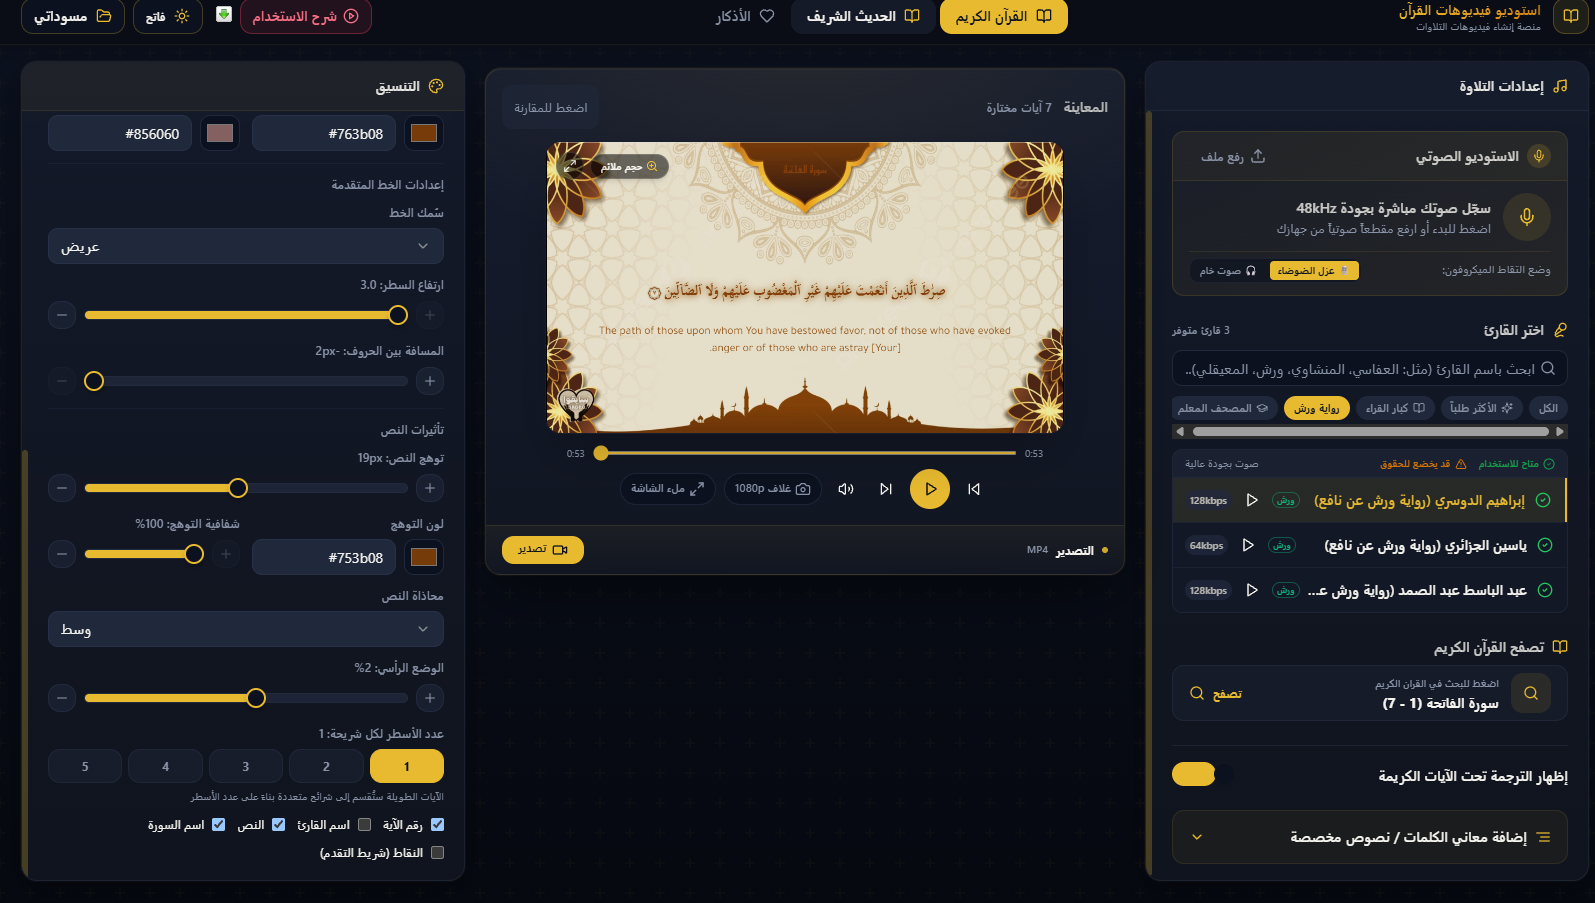 استوديو فيديوهات القرآن
منصة إنشاء فيديوهات التلاوات
القرآن الكريم
الحديث الشريف
الأذكار
شرح الاستخدام
فاتح
مسوداتي
إعدادات التلاوة
الاستوديو الصوتي
رفع ملف
سجّل صوتك مباشرة بجودة 48kHz
اضغط للبدء أو ارفع مقطعاً صوتياً من جهازك
وضع التقاط الميكروفون:
عزل الضوضاء
صوت خام
اختر القارئ
3 قارئ متوفر
ابحث باسم القارئ (مثل: العفاسي، المنشاوي، ورش، المعيقلي)..
الكل
الأكثر طلباً
كبار القراء
رواية ورش
المصحف المعلم
متاح للاستخدام
قد يخضع للحقوق
صوت بجودة عالية
إبراهيم الدوسري (رواية ورش عن نافع)
ورش
128kbps
ياسين الجزائري (رواية ورش عن نافع)
ورش
64kbps
عبد الباسط عبد الصمد (رواية ورش عـ...
ورش
128kbps
تصفح القرآن الكريم
اضغط للبحث في القران الكريم
سورة الفاتحة (1 - 7)
تصفح
إظهار الترجمة تحت الآيات الكريمة
إضافة معاني الكلمات / نصوص مخصصة
المعاينة
7 آيات مختارة
اضغط للمقارنة
حجم ملائم
سورة الفاتحة
صِرَٰطَ ٱلَّذِينَ أَنْعَمْتَ عَلَيْهِمْ غَيْرِ ٱلْمَغْضُوبِ عَلَيْهِمْ وَلَا ٱلضَّآلِّينَ ٧
The path of those upon whom You have bestowed favor, not of those who have evoked
.anger or of those who are astray [Your]
0:53
0:53
غلاف 1080p
ملء الشاشة
التصدير
MP4
تصدير
التنسيق
#763b08
#856060
إعدادات الخط المتقدمة
سُمك الخط
عريض
ارتفاع السطر: 3.0
المسافة بين الحروف: -2px
تأثيرات النص
توهج النص: 19px
لون التوهج
#753b08
شفافية التوهج: 100%
محاذاة النص
وسط
الوضع الرأسي: 2%
عدد الأسطر لكل شريحة: 1
1
2
3
4
5
الآيات الطويلة ستُقسم إلى شرائح متعددة بناءً على عدد الأسطر
رقم الآية
اسم القارئ
النص
اسم السورة
النقاط (شريط التقدم)